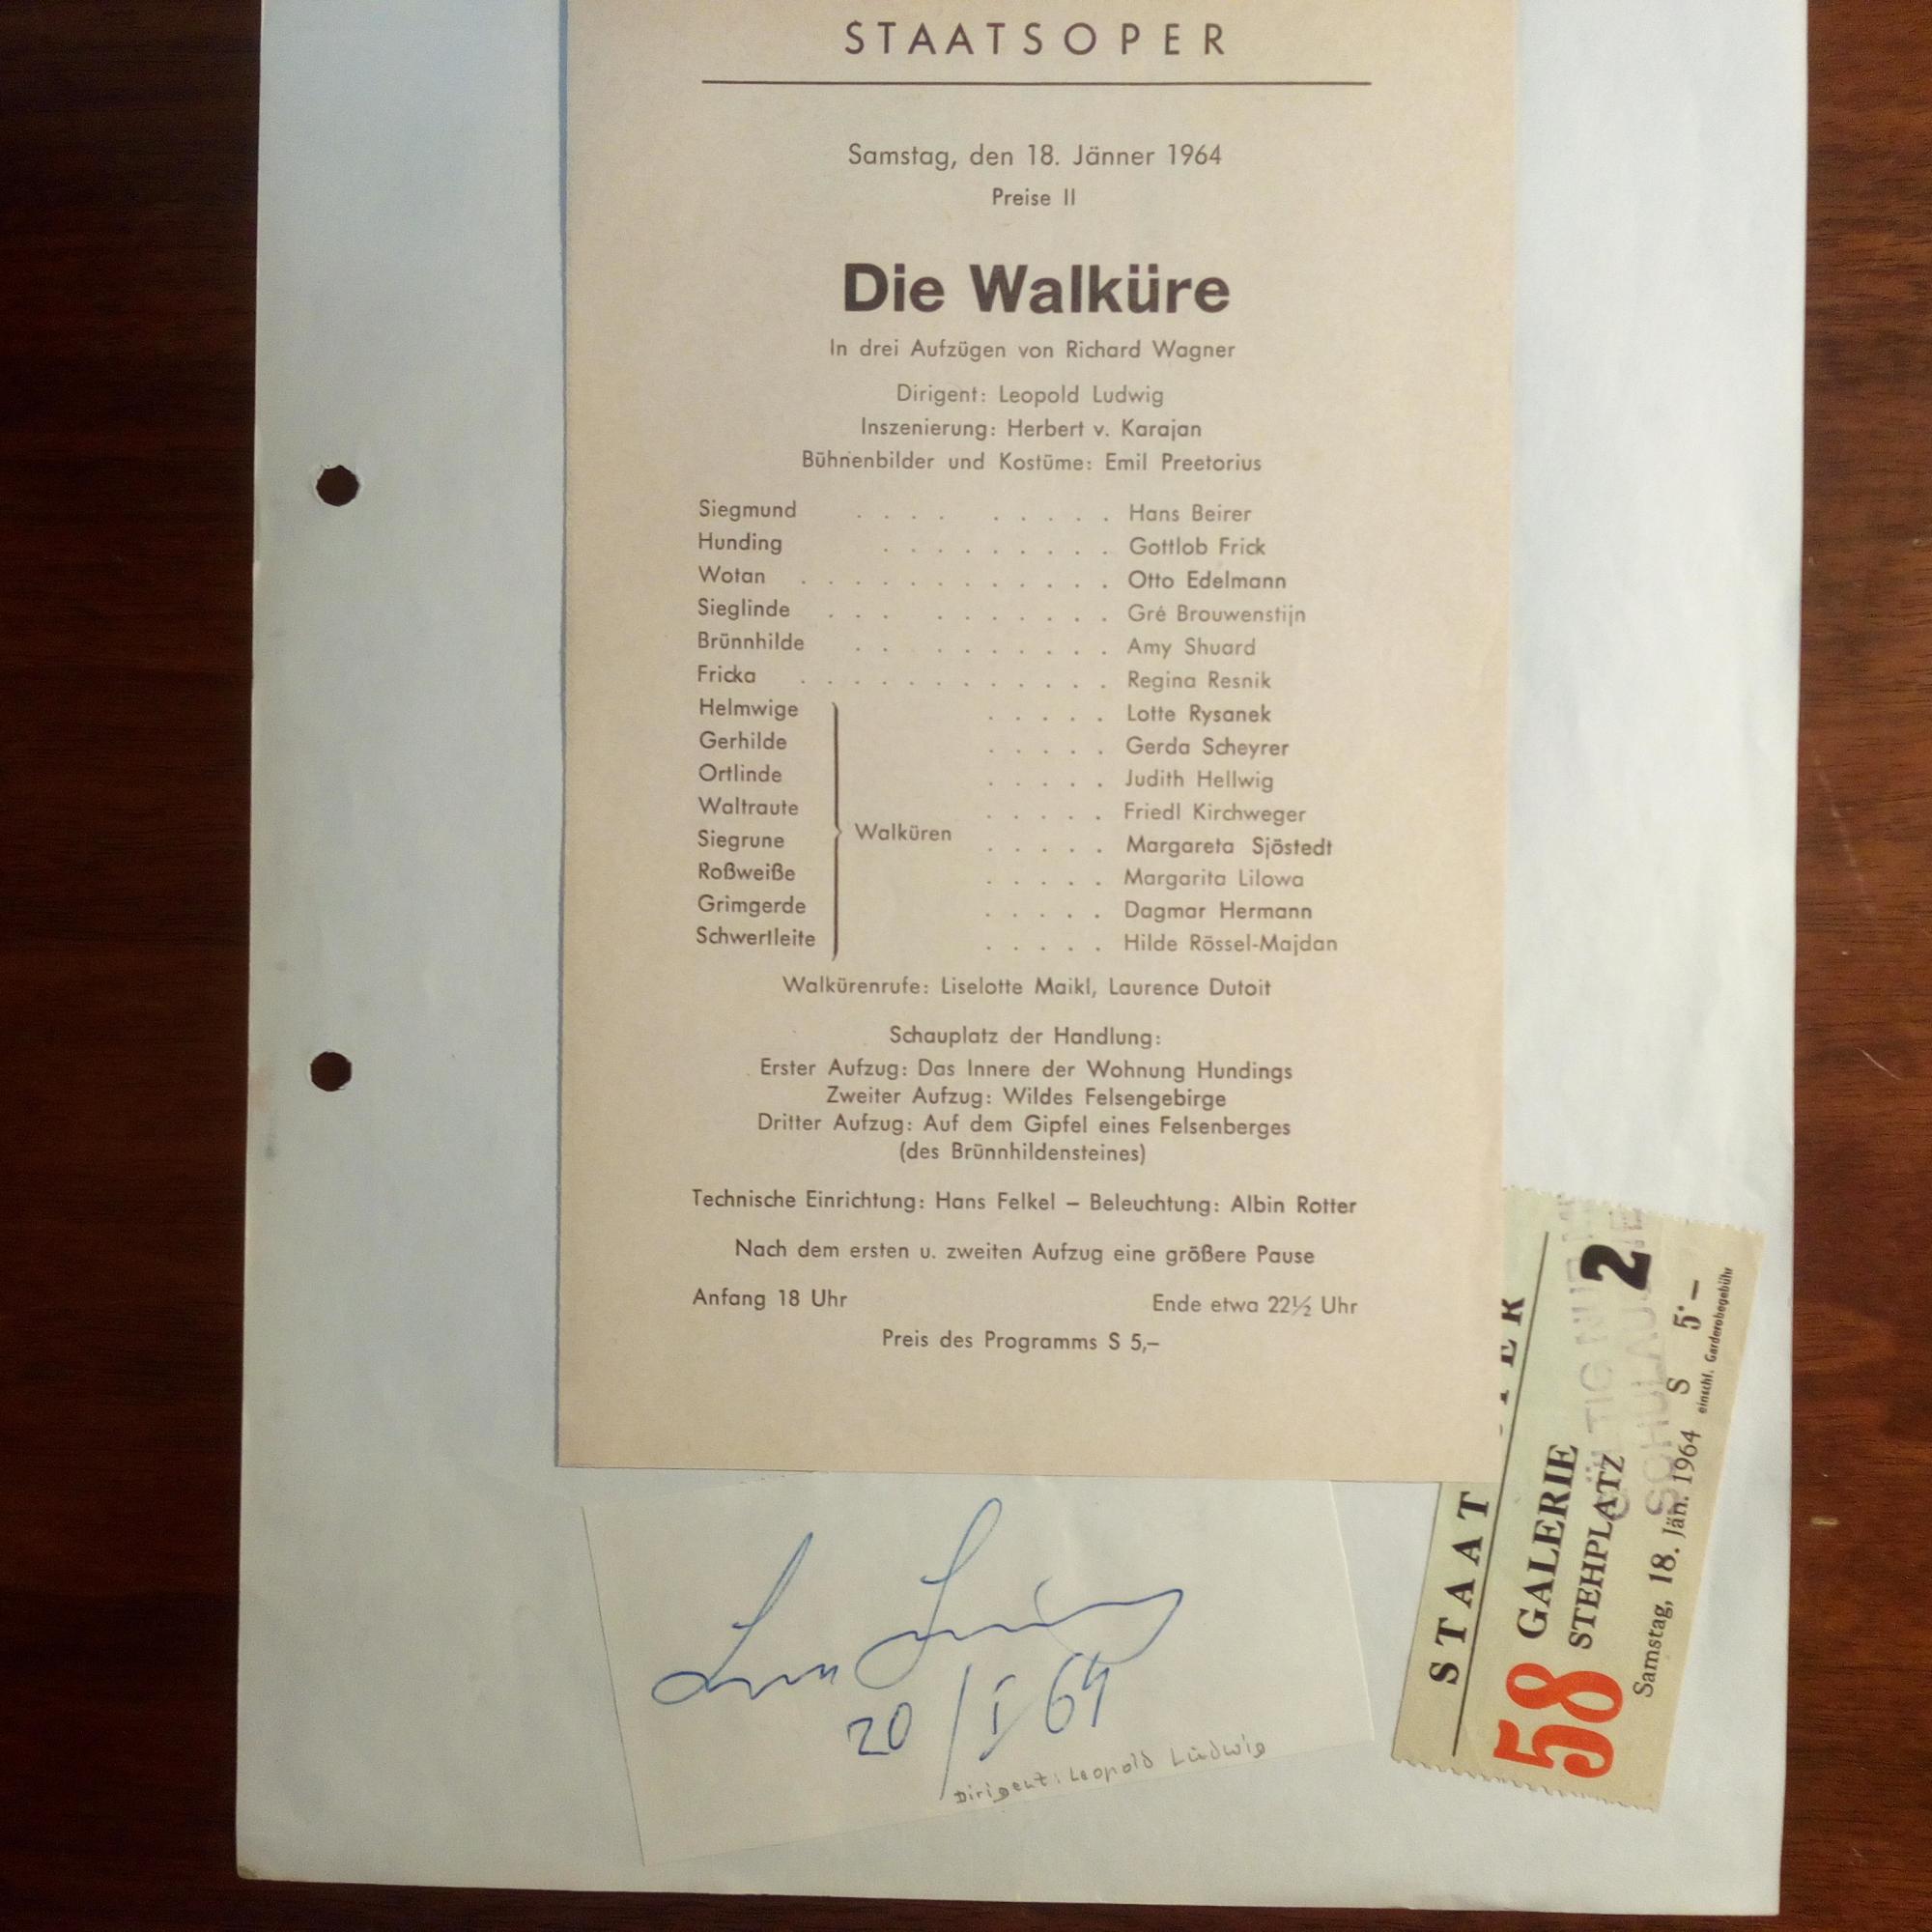 STAATSOPER
Samstag, den 18. Jänner 1964
Preise II
Die Walküre
In drei Aufzügen von Richard Wagner
Dirigent: Leopold Ludwig
Inszenierung: Herbert v. Karajan
Bühnenbilder und Kostüme: Emil Preetorius
Siegmund . . . . . . . . . Hans Beirer
Hunding . . . . . . . . . Gottlob Frick
Wotan . . . . . . . . . . . . Otto Edelmann
Sieglinde . . . . . . . . . . Gré Brouwenstijn
Brünnhilde . . . . . . . . . Amy Shuard
Fricka . . . . . . . . . . . . Regina Resnik
Helmwige . . . . . Lotte Rysanek
Gerhilde . . . . . Gerda Scheyrer
Ortlinde . . . . . Judith Hellwig
Waltraute . . . . . Friedl Kirchweger
Walküren
Siegrune . . . . . Margareta Sjöstedt
Roßweiße . . . . . Margarita Lilowa
Grimgerde . . . . . Dagmar Hermann
Schwertleite . . . . . Hilde Rössel-Majdan
Walkürenrufe: Liselotte Maikl, Laurence Dutoit
Schauplatz der Handlung:
Erster Aufzug: Das Innere der Wohnung Hundings
Zweiter Aufzug: Wildes Felsengebirge
Dritter Aufzug: Auf dem Gipfel eines Felsenberges
(des Brünnhildensteines)
Technische Einrichtung: Hans Felkel – Beleuchtung: Albin Rotter
Nach dem ersten u. zweiten Aufzug eine größere Pause
Anfang 18 Uhr Ende etwa 22½ Uhr
Preis des Programms S 5,–
20/I/64
Dirigent: Leopold Ludwig
STAAT PER
58 GALERIE 2
STEHPLATZ
Samstag, 18. Jän. 1964 S 5·–
einschl. Garderobegebühr